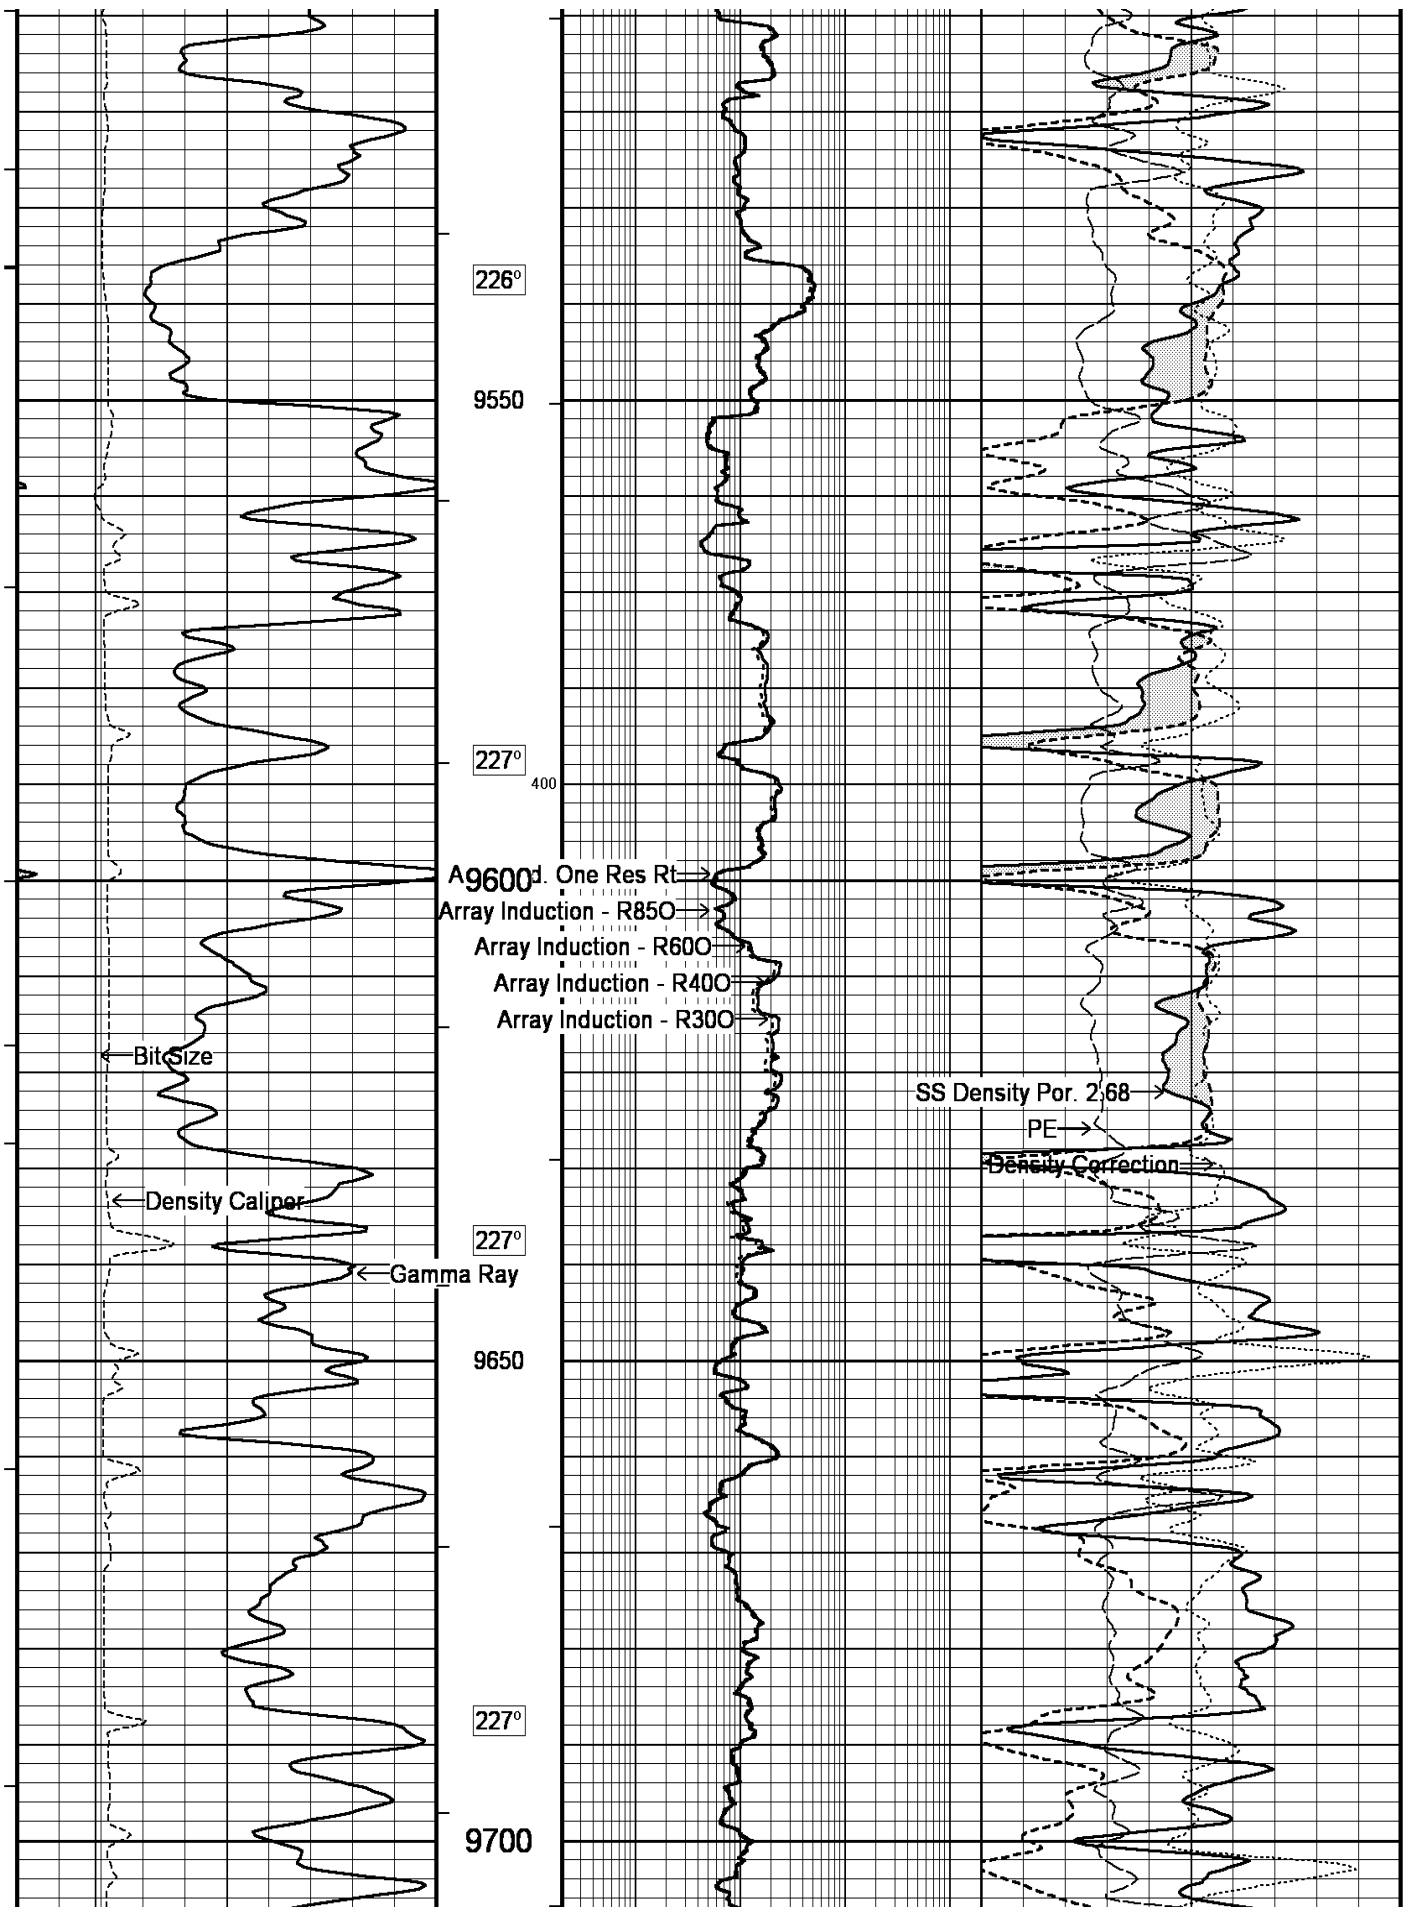 226°
9550
227°
400
9600
d. One Res Rt
Array Induction - R85O
Array Induction - R60O
Array Induction - R40O
Array Induction - R30O
Bit Size
SS Density Por. 2.68
PE
Density Correction
Density Caliper
227°
Gamma Ray
9650
227°
9700